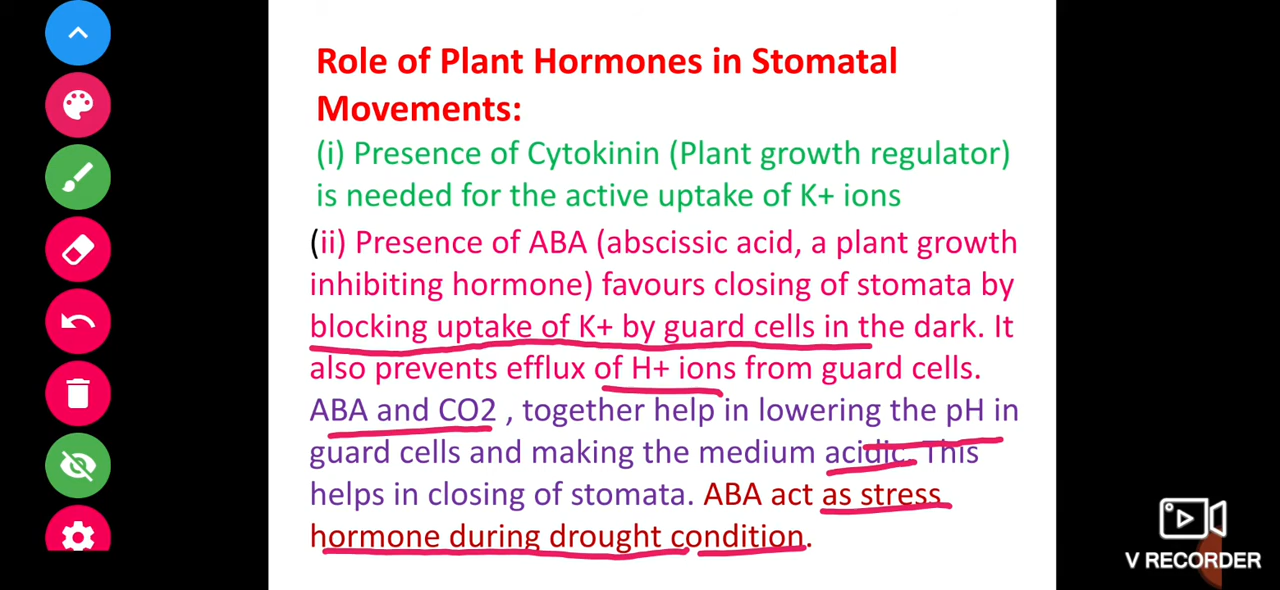 Role of Plant Hormones in Stomatal
Movements:
(i) Presence of Cytokinin (Plant growth regulator)
is needed for the active uptake of K+ ions
(ii) Presence of ABA (abscissic acid, a plant growth
inhibiting hormone) favours closing of stomata by
blocking uptake of K+ by guard cells in the dark. It
also prevents efflux of H+ ions from guard cells.
ABA and CO2 , together help in lowering the pH in
guard cells and making the medium acidic. This
helps in closing of stomata. ABA act as stress
hormone during drought condition.
V RECORDER